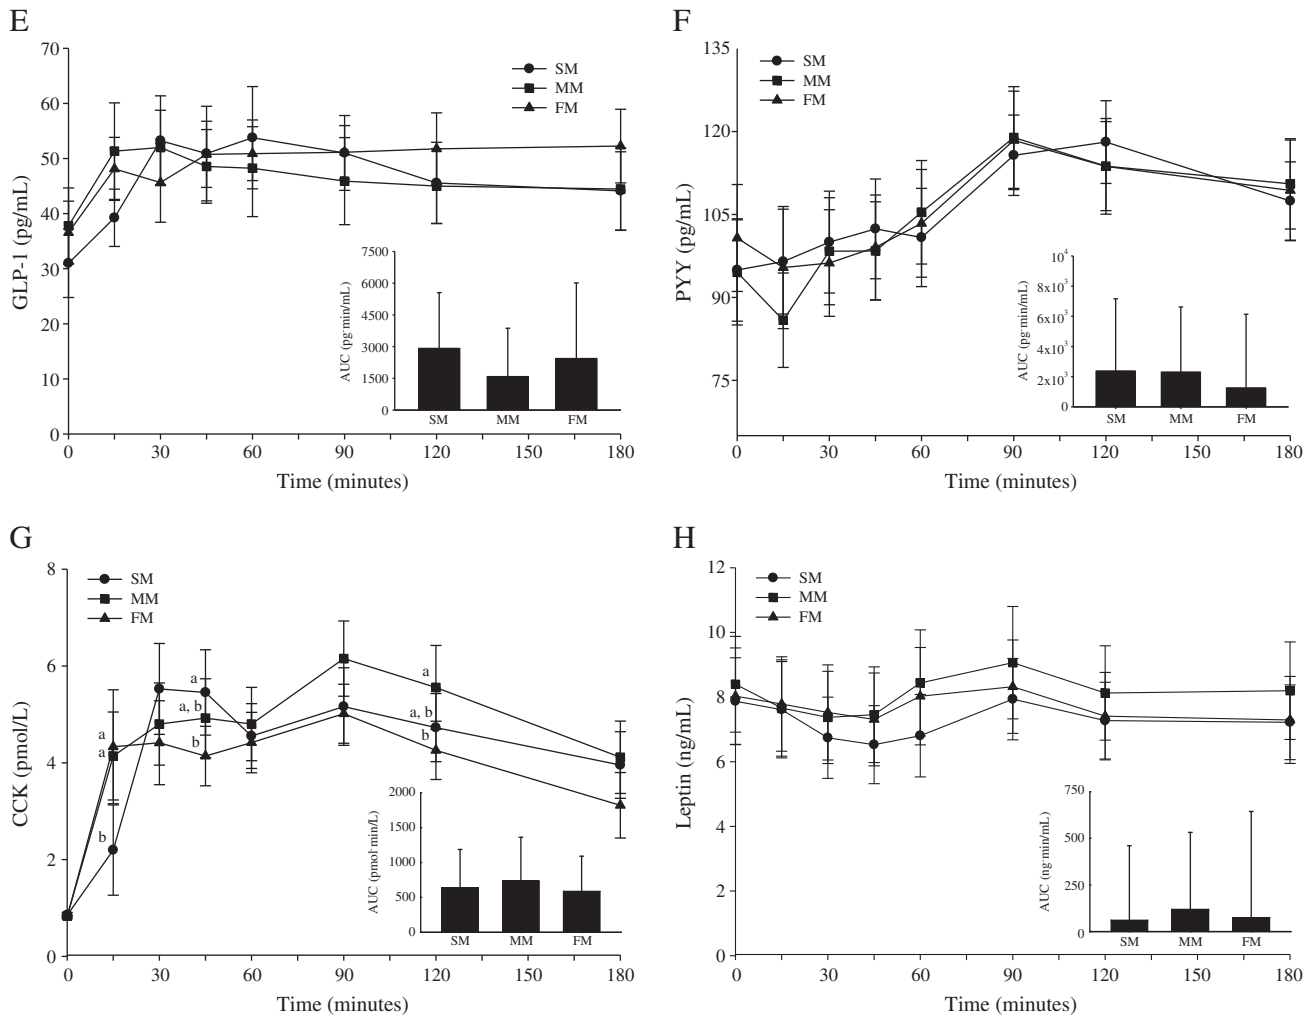 E
70
60
50
40
30
20
10
0
GLP-1 (pg/mL)
SM
MM
FM
7500
6000
4500
3000
1500
0
AUC (pg·min/mL)
SM MM FM
0 30 60 90 120 150 180
Time (minutes)
F
135
120
105
90
75
PYY (pg/mL)
SM
MM
FM
10⁴
8x10³
6x10³
4x10³
2x10³
0
AUC (pg·min/mL)
SM MM FM
0 30 60 90 120 150 180
Time (minutes)
G
8
6
4
2
0
CCK (pmol/L)
SM
MM
FM
a
a
b
a
a, b
b
a
a, b
b
2000
1500
1000
500
0
AUC (pmol·min/L)
SM MM FM
0 30 60 90 120 150 180
Time (minutes)
H
12
10
8
6
4
2
0
Leptin (ng/mL)
SM
MM
FM
750
500
250
0
AUC (ng·min/mL)
SM MM FM
0 30 60 90 120 150 180
Time (minutes)